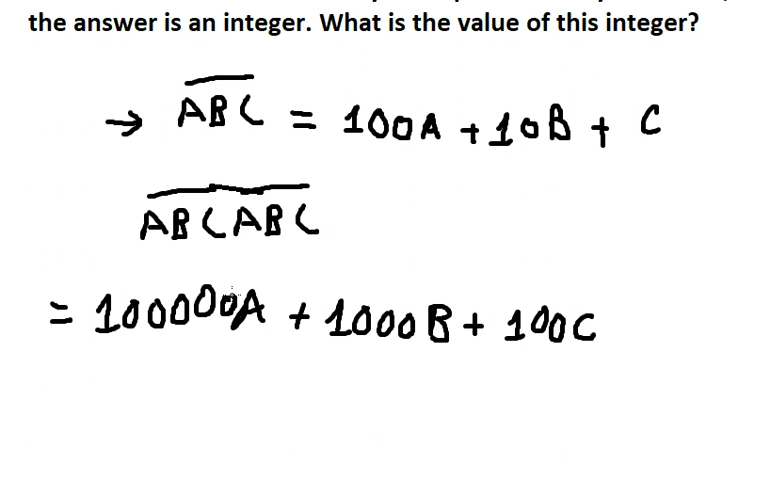 the answer is an integer. What is the value of this integer?
→ ABC = 100A + 10B + C
ABCABC
= 100000A + 1000B + 100C